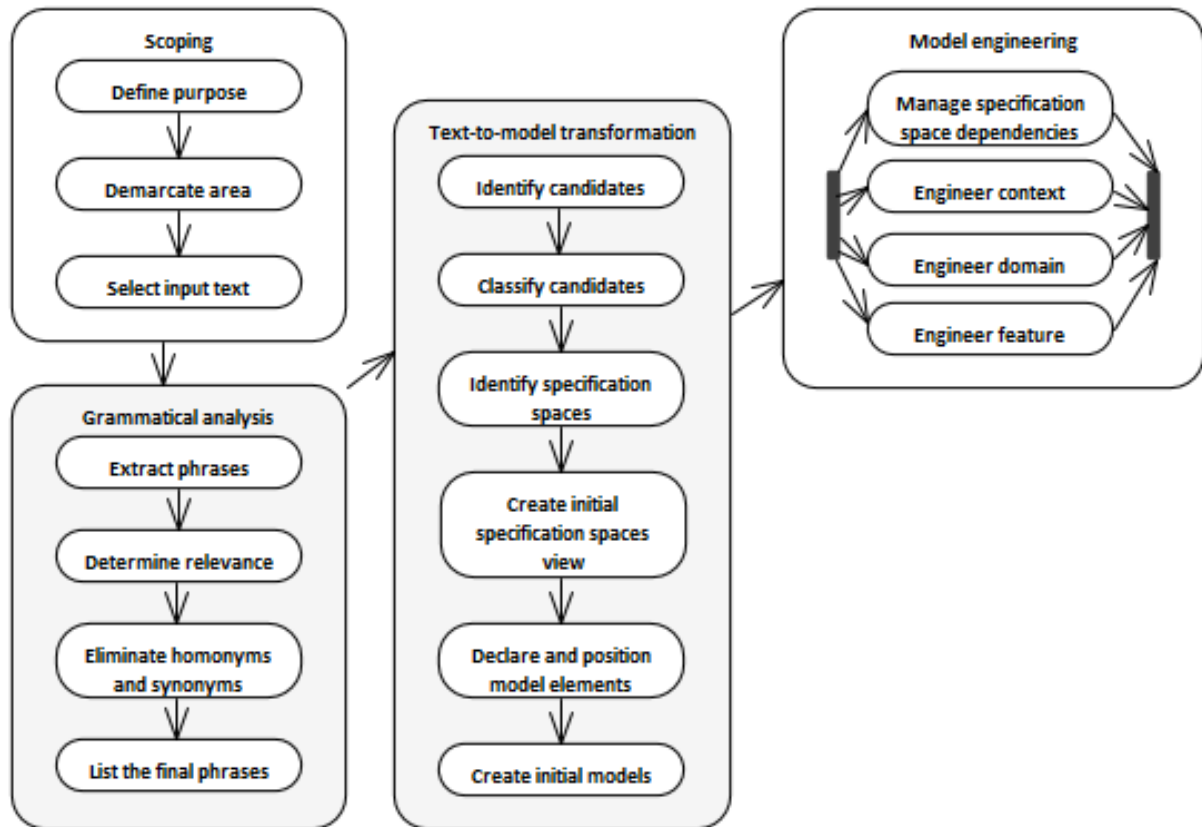 Scoping
Define purpose
Demarcate area
Select input text
Grammatical analysis
Extract phrases
Determine relevance
Eliminate homonyms
and synonyms
List the final phrases
Text-to-model transformation
Identify candidates
Classify candidates
Identify specification
spaces
Create initial
specification spaces
view
Declare and position
model elements
Create initial models
Model engineering
Manage specification
space dependencies
Engineer context
Engineer domain
Engineer feature